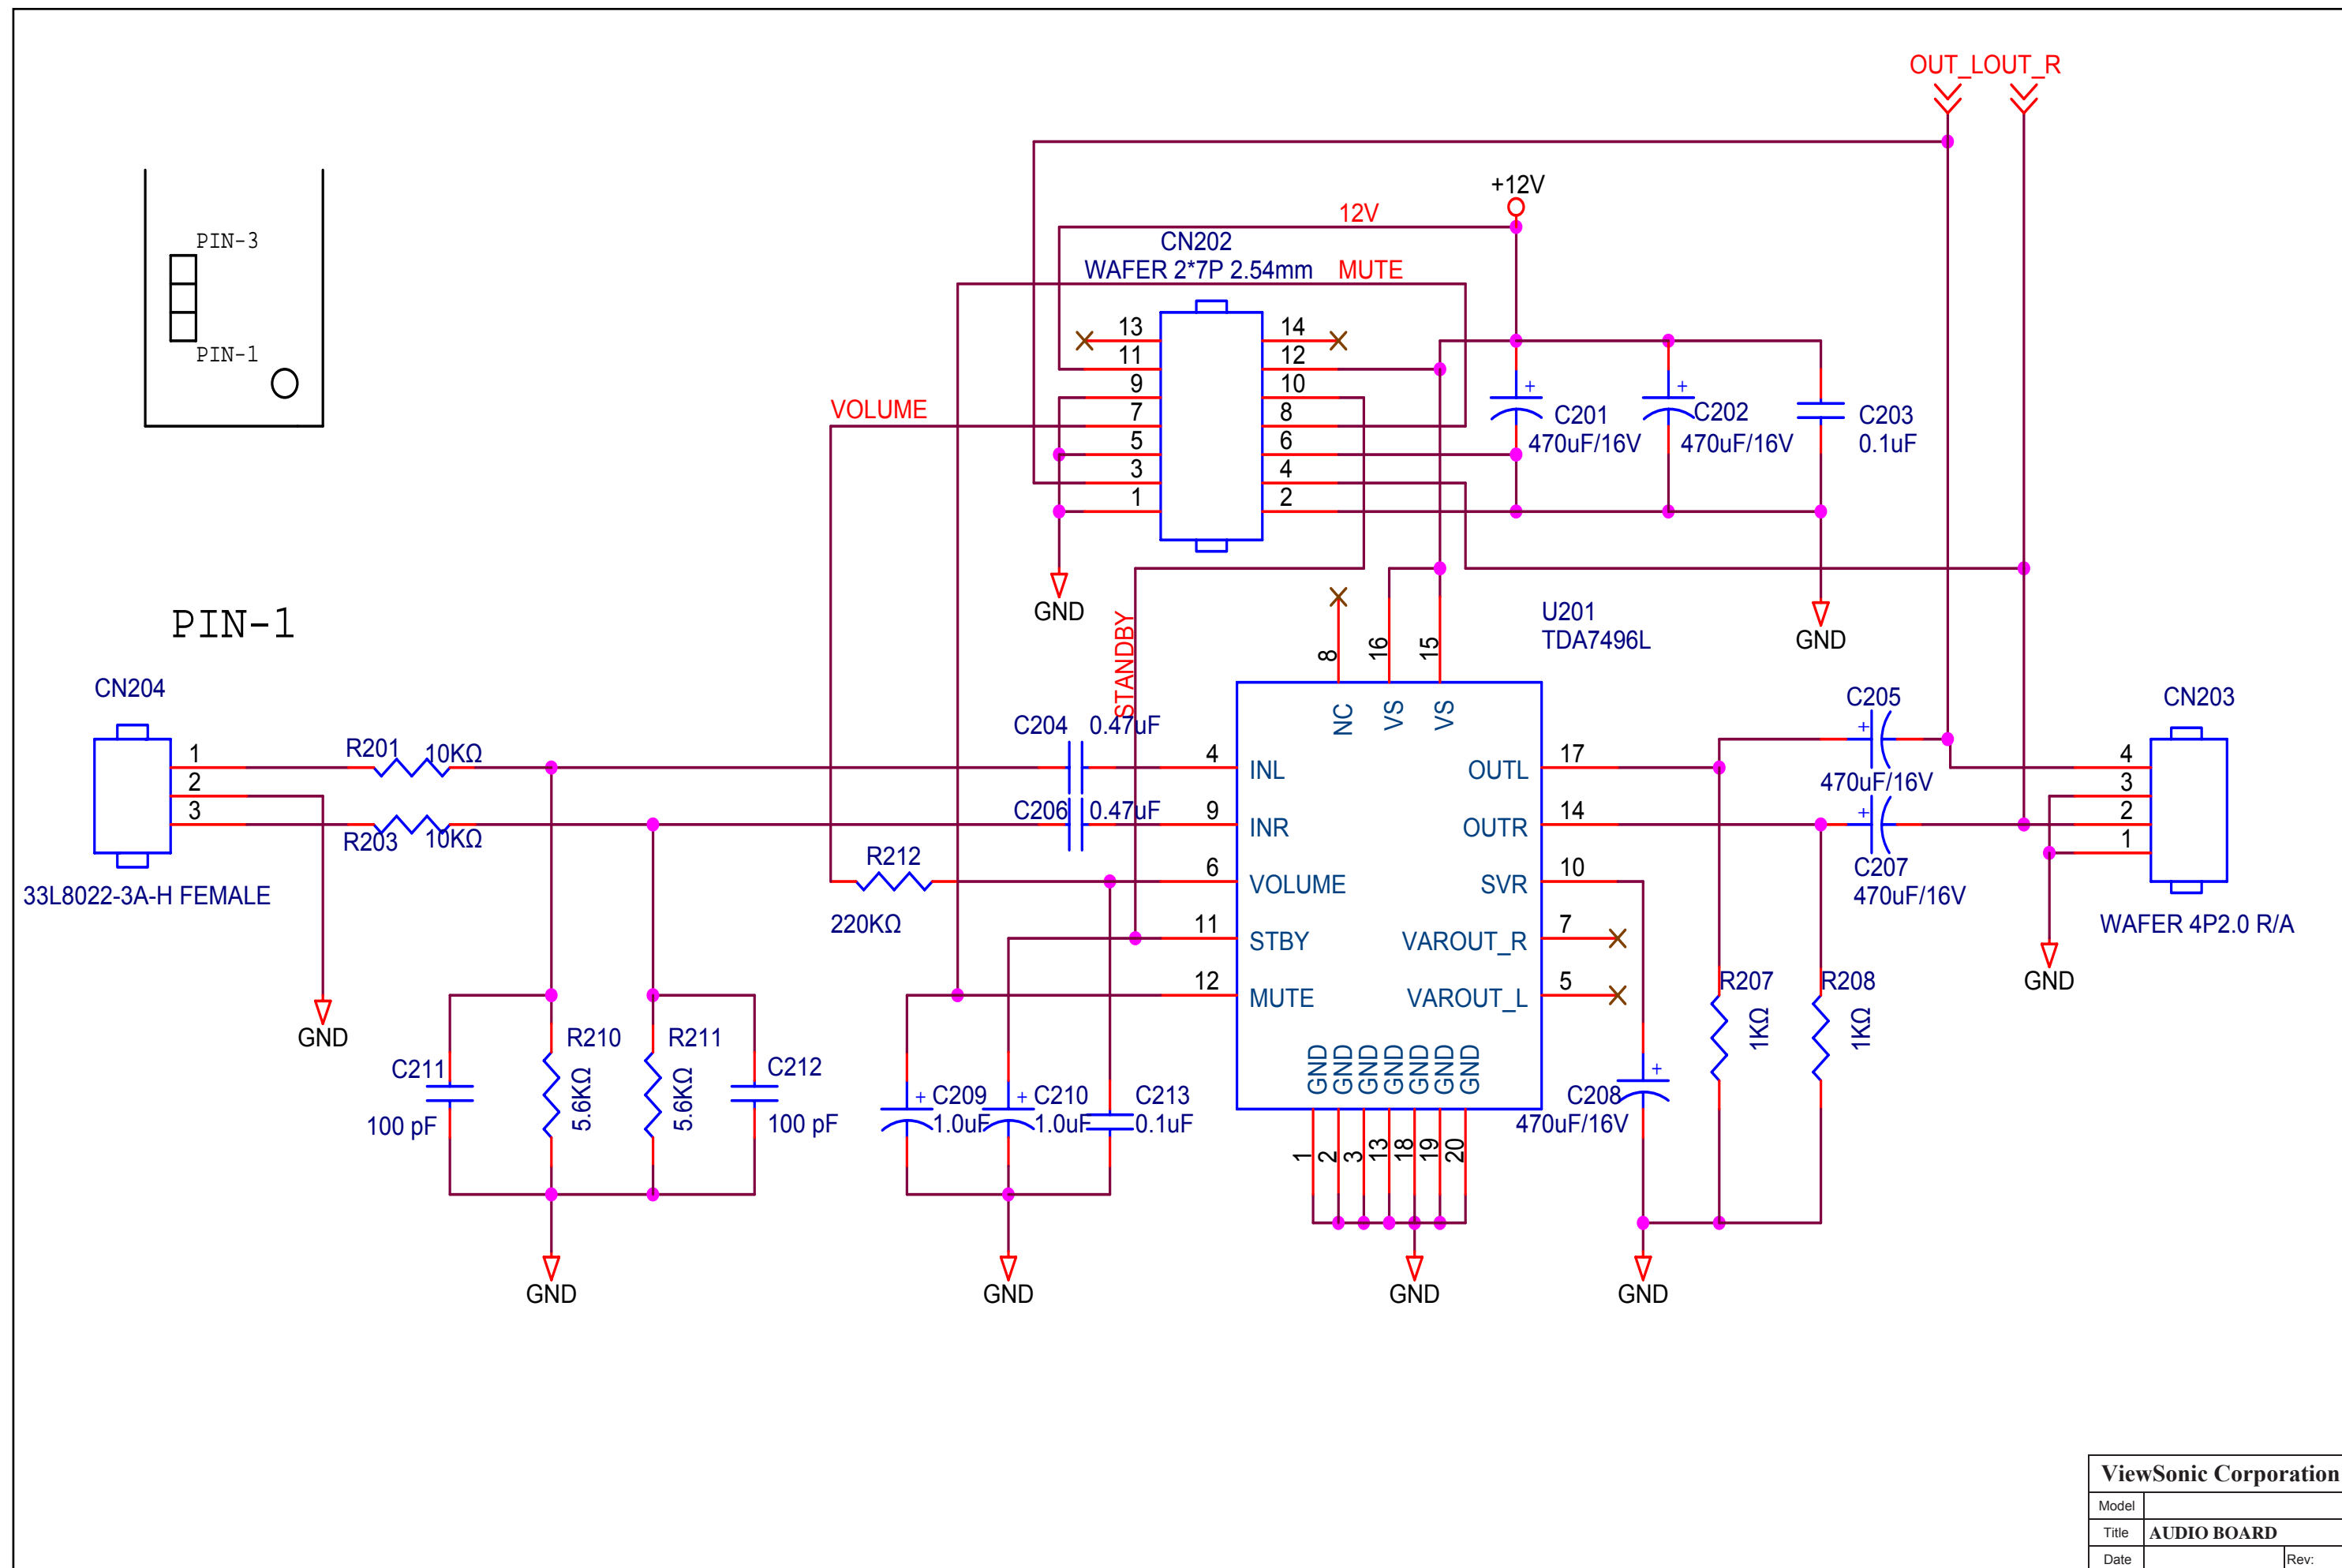 OUT_LOUT_R
+12V
12V
CN202
WAFER 2*7P 2.54mm MUTE
PIN-3
PIN-1
13 14
11 12
9 10
7 8
5 6
3 4
1 2
VOLUME
+
C201
470uF/16V
+
C202
470uF/16V
C203
0.1uF
GND
GND
STANDBY
PIN-1
CN204
1
2
3
33L8022-3A-H FEMALE
R201 10KΩ
R203 10KΩ
GND
C204 0.47uF
C206 0.47uF
R212
220KΩ
U201
TDA7496L
8 16 15
NC VS VS
4 INL
9 INR
6 VOLUME
11 STBY
12 MUTE
OUTL 17
OUTR 14
SVR 10
VAROUT_R 7
VAROUT_L 5
GND GND GND GND GND GND GND
1 2 3 13 18 19 20
C205
+
470uF/16V
+
C207
470uF/16V
CN203
4
3
2
1
WAFER 4P2.0 R/A
GND
R207
1KΩ
R208
1KΩ
C211
100 pF
R210
5.6KΩ
R211
5.6KΩ
C212
100 pF
+ C209
1.0uF
+ C210
1.0uF
C213
0.1uF
+
C208
470uF/16V
GND
GND
GND
GND
ViewSonic Corporation
Model
Title AUDIO BOARD
Date Rev: